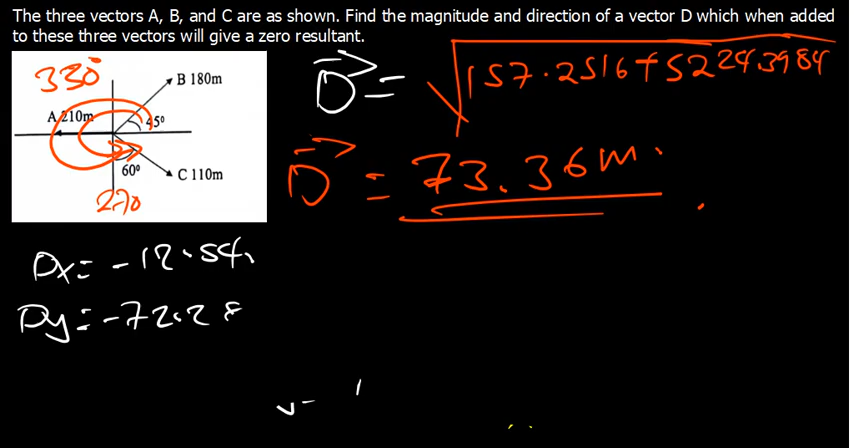 The three vectors A, B, and C are as shown. Find the magnitude and direction of a vector D which when added
to these three vectors will give a zero resultant.
330°
B 180m
A 210m
45°
60°
C 110m
270
D = √157.2516 + 5224.3984
D = 73.36m.
Dx = -12.54
Dy = -72.28